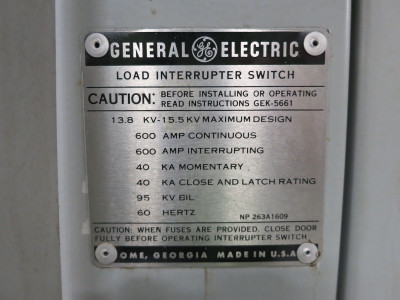 GENERAL GE ELECTRIC
LOAD INTERRUPTER SWITCH
CAUTION: BEFORE INSTALLING OR OPERATING
READ INSTRUCTIONS GEK-5661
13.8 KV-15.5 KV MAXIMUM DESIGN
600 AMP CONTINUOUS
600 AMP INTERRUPTING
40 KA MOMENTARY
40 KA CLOSE AND LATCH RATING
95 KV BIL
60 HERTZ NP 263A1609
CAUTION: WHEN FUSES ARE PROVIDED, CLOSE DOOR
FULLY BEFORE OPERATING INTERRUPTER SWITCH.
OME, GEORGIA MADE IN U.S.A